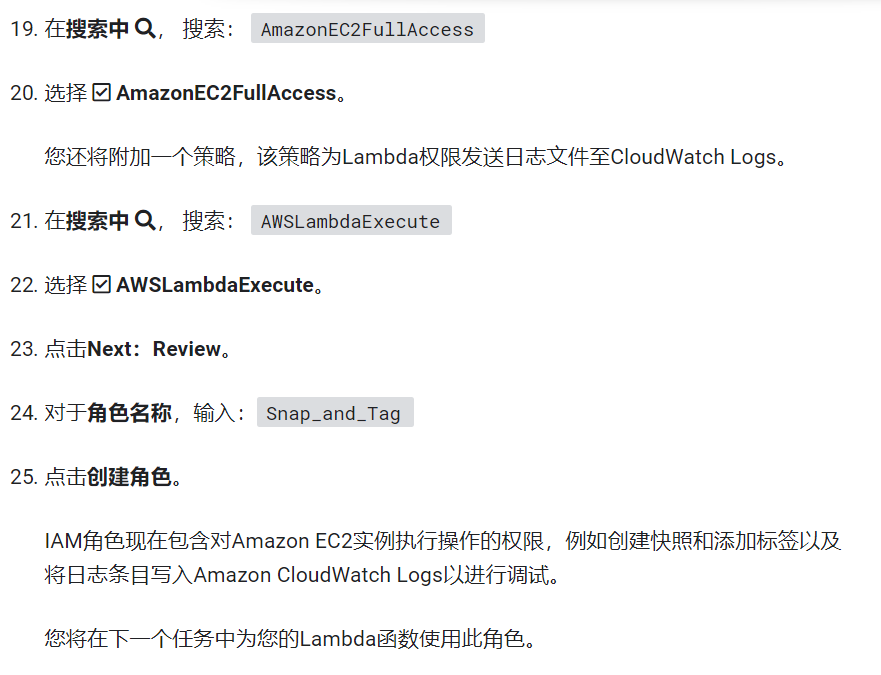 19. 在搜索中 ， 搜索： AmazonEC2FullAccess
20. 选择 AmazonEC2FullAccess。
您还将附加一个策略，该策略为Lambda权限发送日志文件至CloudWatch Logs。
21. 在搜索中 ， 搜索： AWSLambdaExecute
22. 选择 AWSLambdaExecute。
23. 点击Next：Review。
24. 对于角色名称，输入： Snap_and_Tag
25. 点击创建角色。
IAM角色现在包含对Amazon EC2实例执行操作的权限，例如创建快照和添加标签以及
将日志条目写入Amazon CloudWatch Logs以进行调试。
您将在下一个任务中为您的Lambda函数使用此角色。